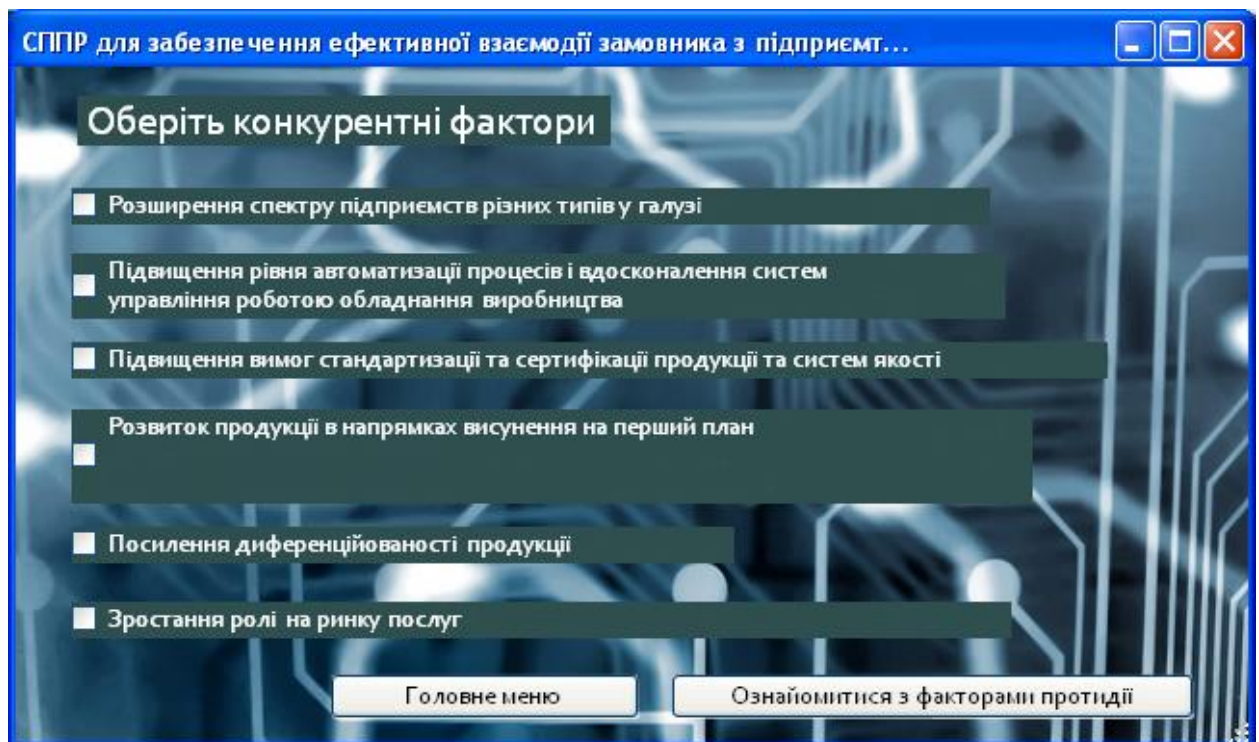 СППР для забезпечення ефективної взаємодії замовника з підприємт...
Оберіть конкурентні фактори
Розширення спектру підприємств різних типів у галузі
Підвищення рівня автоматизації процесів і вдосконалення систем
управління роботою обладнання виробництва
Підвищення вимог стандартизації та сертифікації продукції та систем якості
Розвиток продукції в напрямках висунення на перший план
Посилення диференційованості продукції
Зростання ролі на ринку послуг
Головне меню
Ознайомитися з факторами протидії